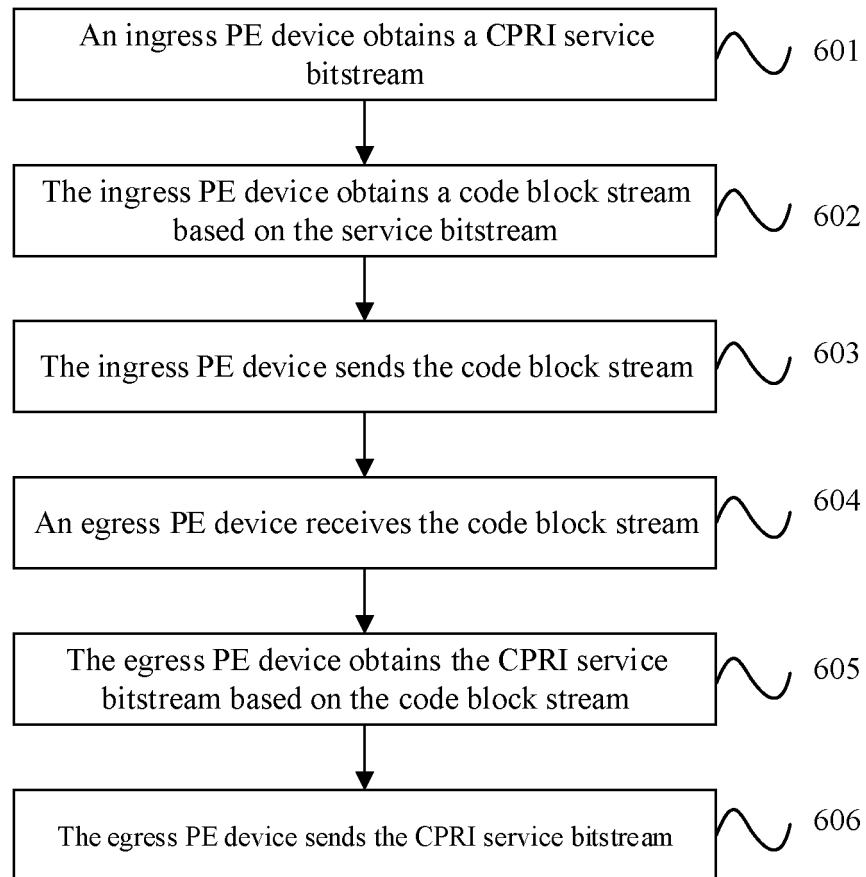 An ingress PE device obtains a CPRI service
bitstream
601
The ingress PE device obtains a code block stream
based on the service bitstream
602
The ingress PE device sends the code block stream
603
An egress PE device receives the code block stream
604
The egress PE device obtains the CPRI service
bitstream based on the code block stream
605
The egress PE device sends the CPRI service bitstream
606